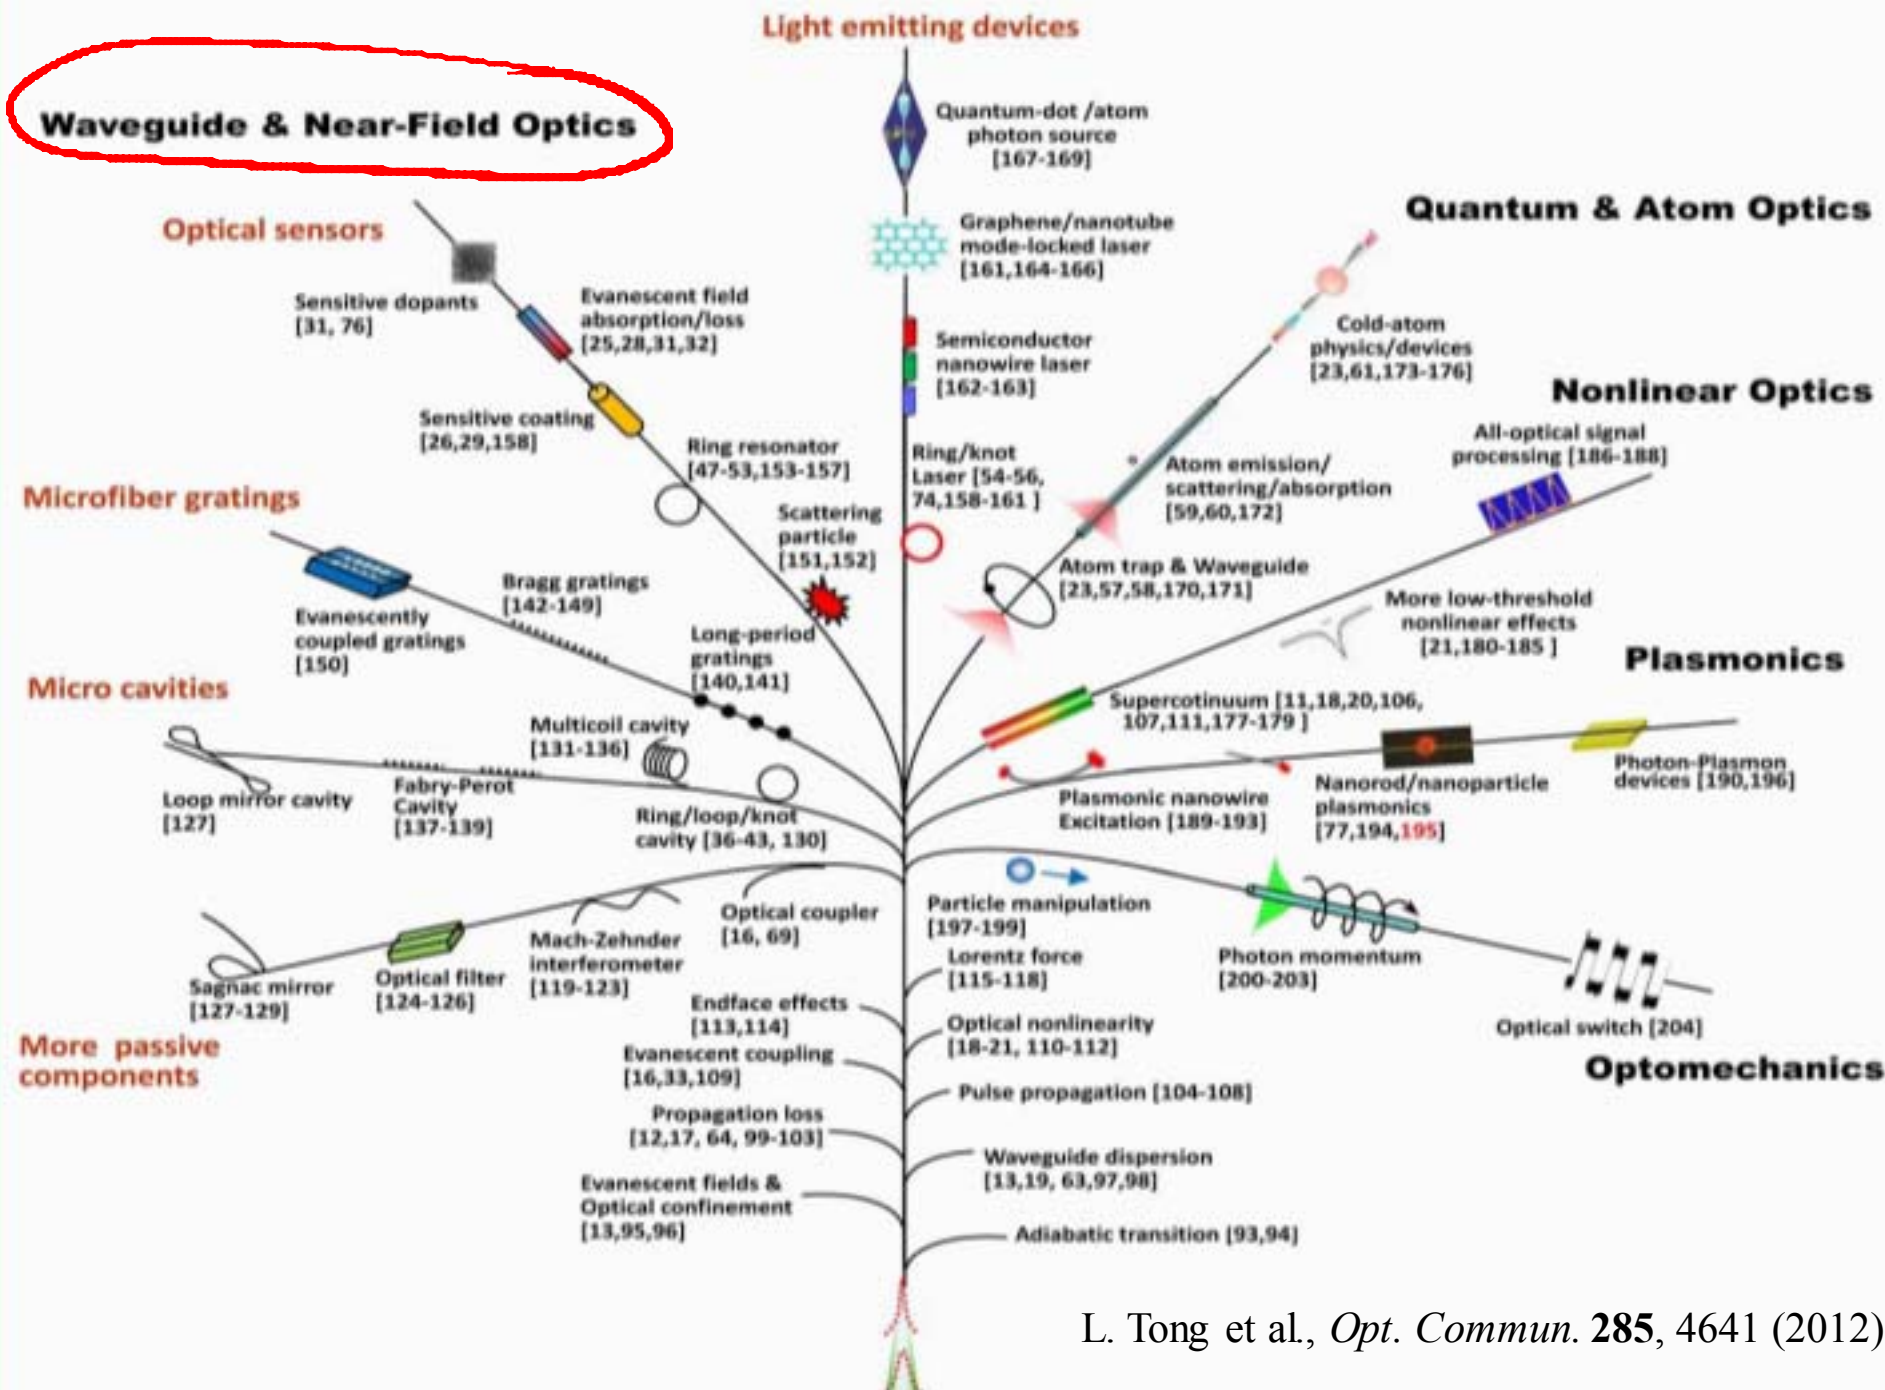 Light emitting devices
Waveguide & Near-Field Optics
Quantum-dot /atom
photon source
[167-169]
Quantum & Atom Optics
Optical sensors
Graphene/nanotube
mode-locked laser
[161,164-166]
Sensitive dopants
[31, 76]
Evanescent field
absorption/loss
[25,28,31,32]
Semiconductor
nanowire laser
[162-163]
Cold-atom
physics/devices
[23,61,173-176]
Nonlinear Optics
Sensitive coating
[26,29,158]
Ring resonator
[47-53,153-157]
Ring/knot
Laser [54-56,
74,158-161 ]
Atom emission/
scattering/absorption
[59,60,172]
All-optical signal
processing [186-188]
Microfiber gratings
Scattering
particle
[151,152]
Atom trap & Waveguide
[23,57,58,170,171]
Bragg gratings
[142-149]
Evanescently
coupled gratings
[150]
Long-period
gratings
[140,141]
More low-threshold
nonlinear effects
[21,180-185 ]
Plasmonics
Micro cavities
Multicoil cavity
[131-136]
Supercotinuum [11,18,20,106,
107,111,177-179 ]
Loop mirror cavity
[127]
Fabry-Perot
Cavity
[137-139]
Ring/loop/knot
cavity [36-43, 130]
Plasmonic nanowire
Excitation [189-193]
Nanorod/nanoparticle
plasmonics
[77,194,195]
Photon-Plasmon
devices [190,196]
Sagnac mirror
[127-129]
Optical filter
[124-126]
Mach-Zehnder
interferometer
[119-123]
Optical coupler
[16, 69]
Particle manipulation
[197-199]
Photon momentum
[200-203]
Optical switch [204]
Optomechanics
More passive
components
Lorentz force
[115-118]
Endface effects
[113,114]
Optical nonlinearity
[18-21, 110-112]
Evanescent coupling
[16,33,109]
Pulse propagation [104-108]
Propagation loss
[12,17, 64, 99-103]
Waveguide dispersion
[13,19, 63,97,98]
Evanescent fields &
Optical confinement
[13,95,96]
Adiabatic transition [93,94]
L. Tong et al., Opt. Commun. 285, 4641 (2012)